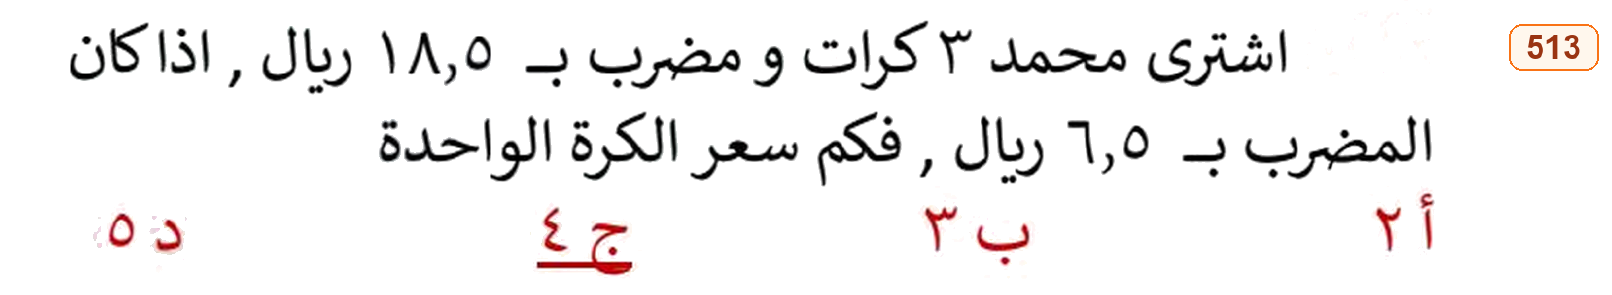 513
اشترى محمد ٣ كرات و مضرب بـ ١٨,٥ ريال , اذا كان
المضرب بـ ٦,٥ ريال , فكم سعر الكرة الواحدة
أ ٢ ب ٣ ج ٤ د ٥